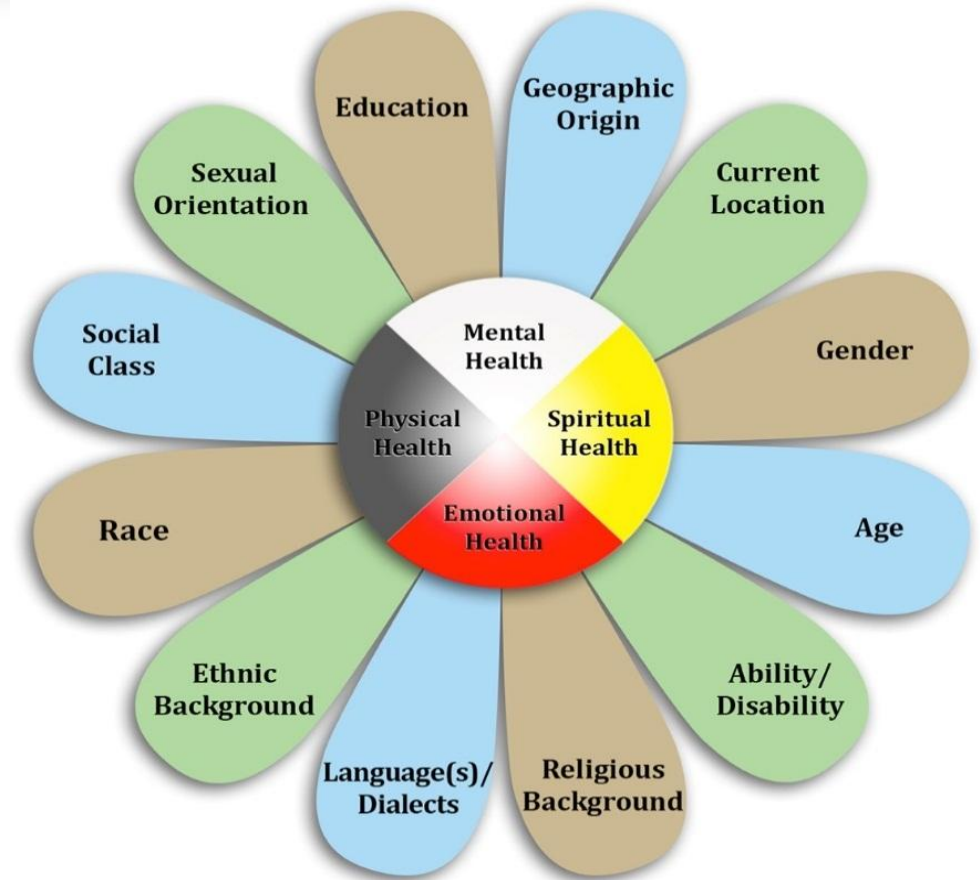 Education
Geographic
Origin
Current
Location
Gender
Age
Ability/
Disability
Religious
Background
Language(s)/
Dialects
Ethnic
Background
Race
Social
Class
Sexual
Orientation
Mental
Health
Spiritual
Health
Emotional
Health
Physical
Health